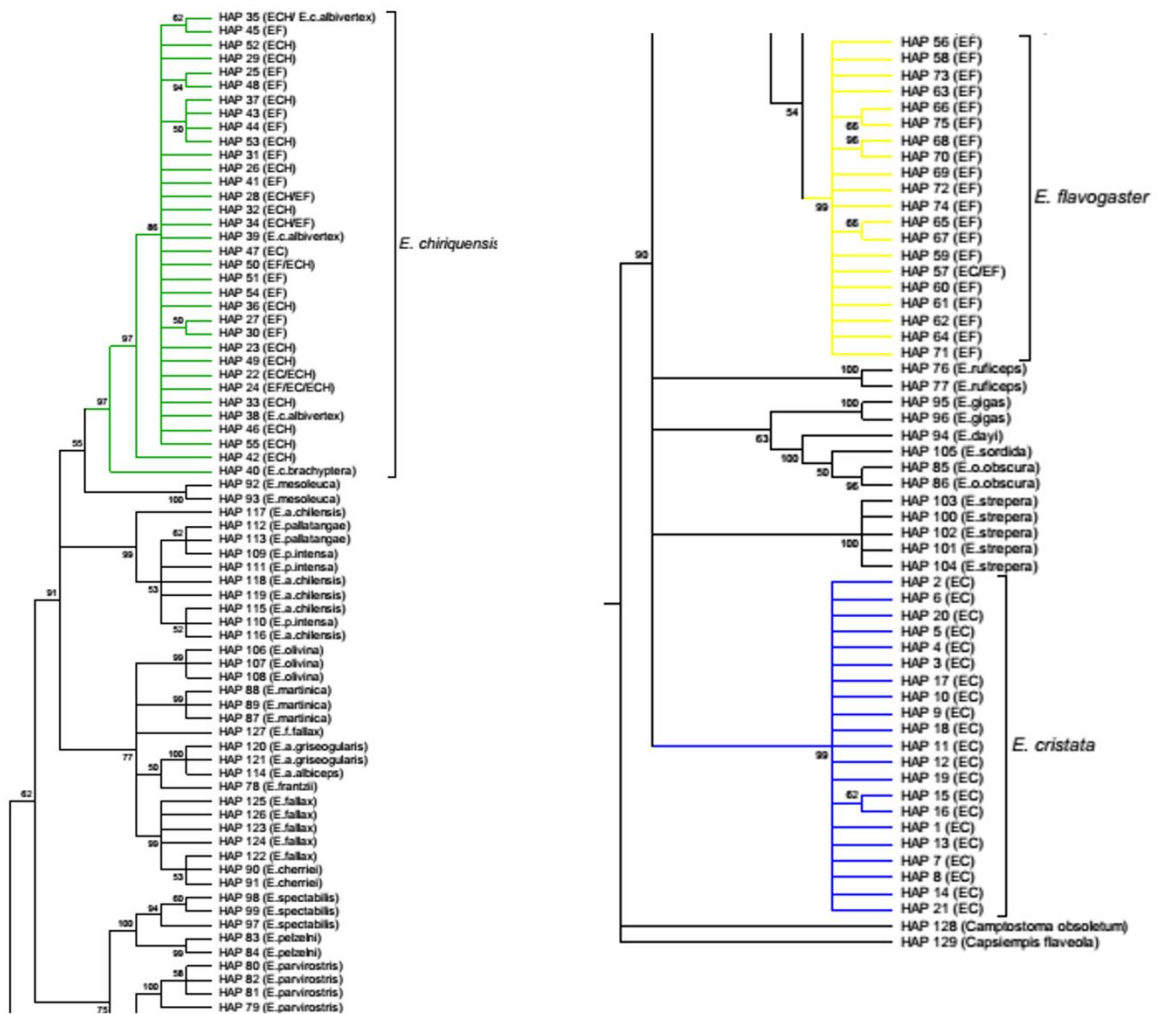 HAP 35 (ECH/ E.c.albivertex)
HAP 45 (EF)
HAP 52 (ECH)
HAP 29 (ECH)
HAP 25 (EF)
HAP 48 (EF)
HAP 37 (ECH)
HAP 43 (EF)
HAP 44 (EF)
HAP 53 (ECH)
HAP 31 (EF)
HAP 26 (ECH)
HAP 41 (EF)
HAP 28 (ECH/EF)
HAP 32 (ECH)
HAP 34 (ECH/EF)
HAP 39 (E.c.albivertex)
HAP 47 (EC)
HAP 50 (EF/ECH)
HAP 51 (EF)
HAP 54 (EF)
HAP 36 (ECH)
HAP 27 (EF)
HAP 30 (EF)
HAP 23 (ECH)
HAP 49 (ECH)
HAP 22 (EC/ECH)
HAP 24 (EF/EC/ECH)
HAP 33 (ECH)
HAP 38 (E.c.albivertex)
HAP 46 (ECH)
HAP 55 (ECH)
HAP 42 (ECH)
HAP 40 (E.c.brachyptera)
HAP 92 (E.mesoleuca)
HAP 93 (E.mesoleuca)
HAP 117 (E.a.chilensis)
HAP 112 (E.pallatangae)
HAP 113 (E.pallatangae)
HAP 109 (E.p.intensa)
HAP 111 (E.p.intensa)
HAP 118 (E.a.chilensis)
HAP 119 (E.a.chilensis)
HAP 115 (E.a.chilensis)
HAP 110 (E.p.intensa)
HAP 116 (E.a.chilensis)
HAP 106 (E.olivina)
HAP 107 (E.olivina)
HAP 108 (E.olivina)
HAP 88 (E.martinica)
HAP 89 (E.martinica)
HAP 87 (E.martinica)
HAP 127 (E.f.fallax)
HAP 120 (E.a.griseogularis)
HAP 121 (E.a.griseogularis)
HAP 114 (E.a.albiceps)
HAP 78 (E.frantzii)
HAP 125 (E.fallax)
HAP 126 (E.fallax)
HAP 123 (E.fallax)
HAP 124 (E.fallax)
HAP 122 (E.fallax)
HAP 90 (E.cherriei)
HAP 91 (E.cherriei)
HAP 98 (E.spectabilis)
HAP 99 (E.spectabilis)
HAP 97 (E.spectabilis)
HAP 83 (E.pelzelni)
HAP 84 (E.pelzelni)
HAP 80 (E.parvirostris)
HAP 82 (E.parvirostris)
HAP 81 (E.parvirostris)
HAP 79 (E.parvirostris)
62
94
50
86
50
97
97
55
100
62
99
53
52
91
99
99
77
100
50
99
53
62
60
94
100
99
58
100
75
E. chiriquensis
HAP 56 (EF)
HAP 58 (EF)
HAP 73 (EF)
HAP 63 (EF)
HAP 66 (EF)
HAP 75 (EF)
HAP 68 (EF)
HAP 70 (EF)
HAP 69 (EF)
HAP 72 (EF)
HAP 74 (EF)
HAP 65 (EF)
HAP 67 (EF)
HAP 59 (EF)
HAP 57 (EC/EF)
HAP 60 (EF)
HAP 61 (EF)
HAP 62 (EF)
HAP 64 (EF)
HAP 71 (EF)
HAP 76 (E.ruficeps)
HAP 77 (E.ruficeps)
HAP 95 (E.gigas)
HAP 96 (E.gigas)
HAP 94 (E.dayi)
HAP 105 (E.sordida)
HAP 85 (E.o.obscura)
HAP 86 (E.o.obscura)
HAP 103 (E.strepera)
HAP 100 (E.strepera)
HAP 102 (E.strepera)
HAP 101 (E.strepera)
HAP 104 (E.strepera)
HAP 2 (EC)
HAP 6 (EC)
HAP 20 (EC)
HAP 5 (EC)
HAP 4 (EC)
HAP 3 (EC)
HAP 17 (EC)
HAP 10 (EC)
HAP 9 (EC)
HAP 18 (EC)
HAP 11 (EC)
HAP 12 (EC)
HAP 19 (EC)
HAP 15 (EC)
HAP 16 (EC)
HAP 1 (EC)
HAP 13 (EC)
HAP 7 (EC)
HAP 8 (EC)
HAP 14 (EC)
HAP 21 (EC)
HAP 128 (Camptostoma obsoletum)
HAP 129 (Capsiempis flaveola)
54
66
96
99
66
90
100
100
63
100
50
96
100
99
62
E. flavogaster
E. cristata